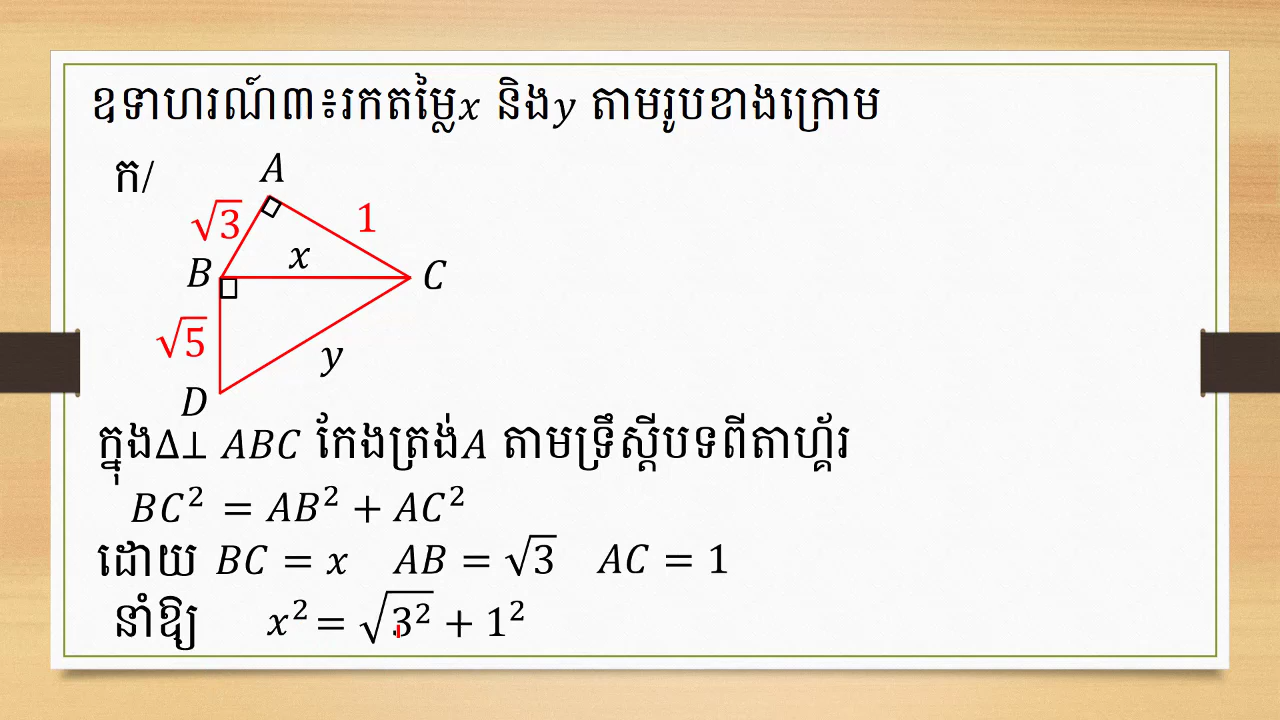 ឧទាហរណ៍៣៖រកតម្លៃx និងy តាមរូបខាងក្រោម
ក/
A
√3
1
x
B
C
√5
y
D
ក្នុងΔ⊥ ABC កែងត្រង់A តាមទ្រឹស្តីបទពីតាហ្គ័រ
BC² = AB² + AC²
ដោយ BC = x AB = √3 AC = 1
នាំឱ្យ x² = √(3²) + 1²